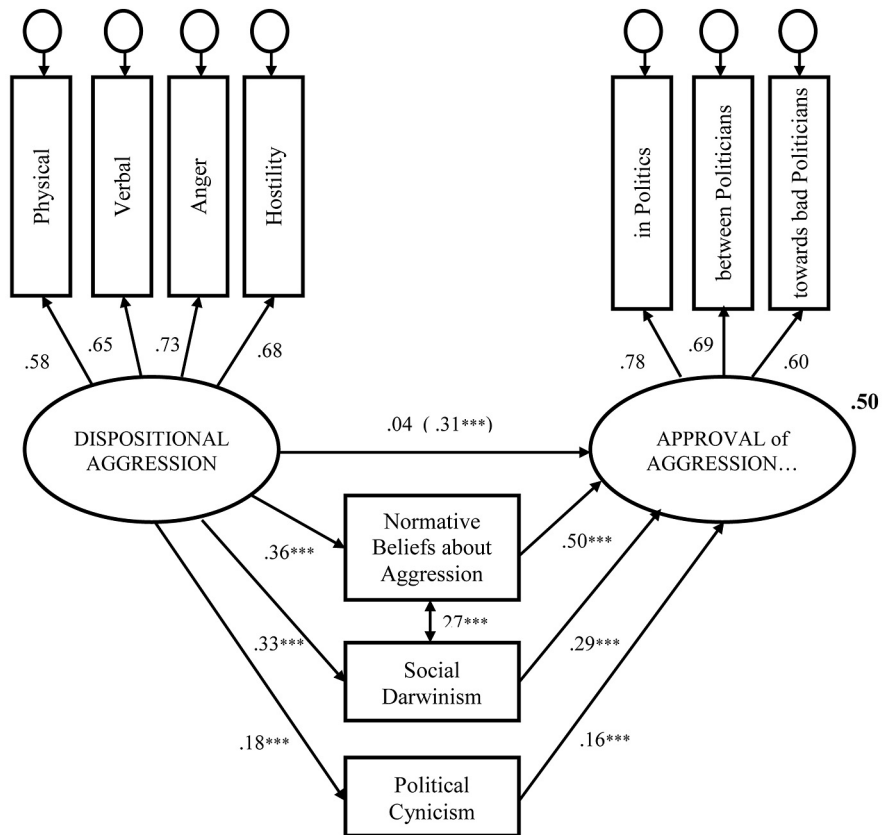 Physical
Verbal
Anger
Hostility
in Politics
between Politicians
towards bad Politicians
.58
.65
.73
.68
.78
.69
.60
.50
DISPOSITIONAL
AGGRESSION
.04 ( .31***)
APPROVAL of
AGGRESSION…
Normative
Beliefs about
Aggression
.36***
.50***
.27***
.33***
.29***
Social
Darwinism
.18***
.16***
Political
Cynicism